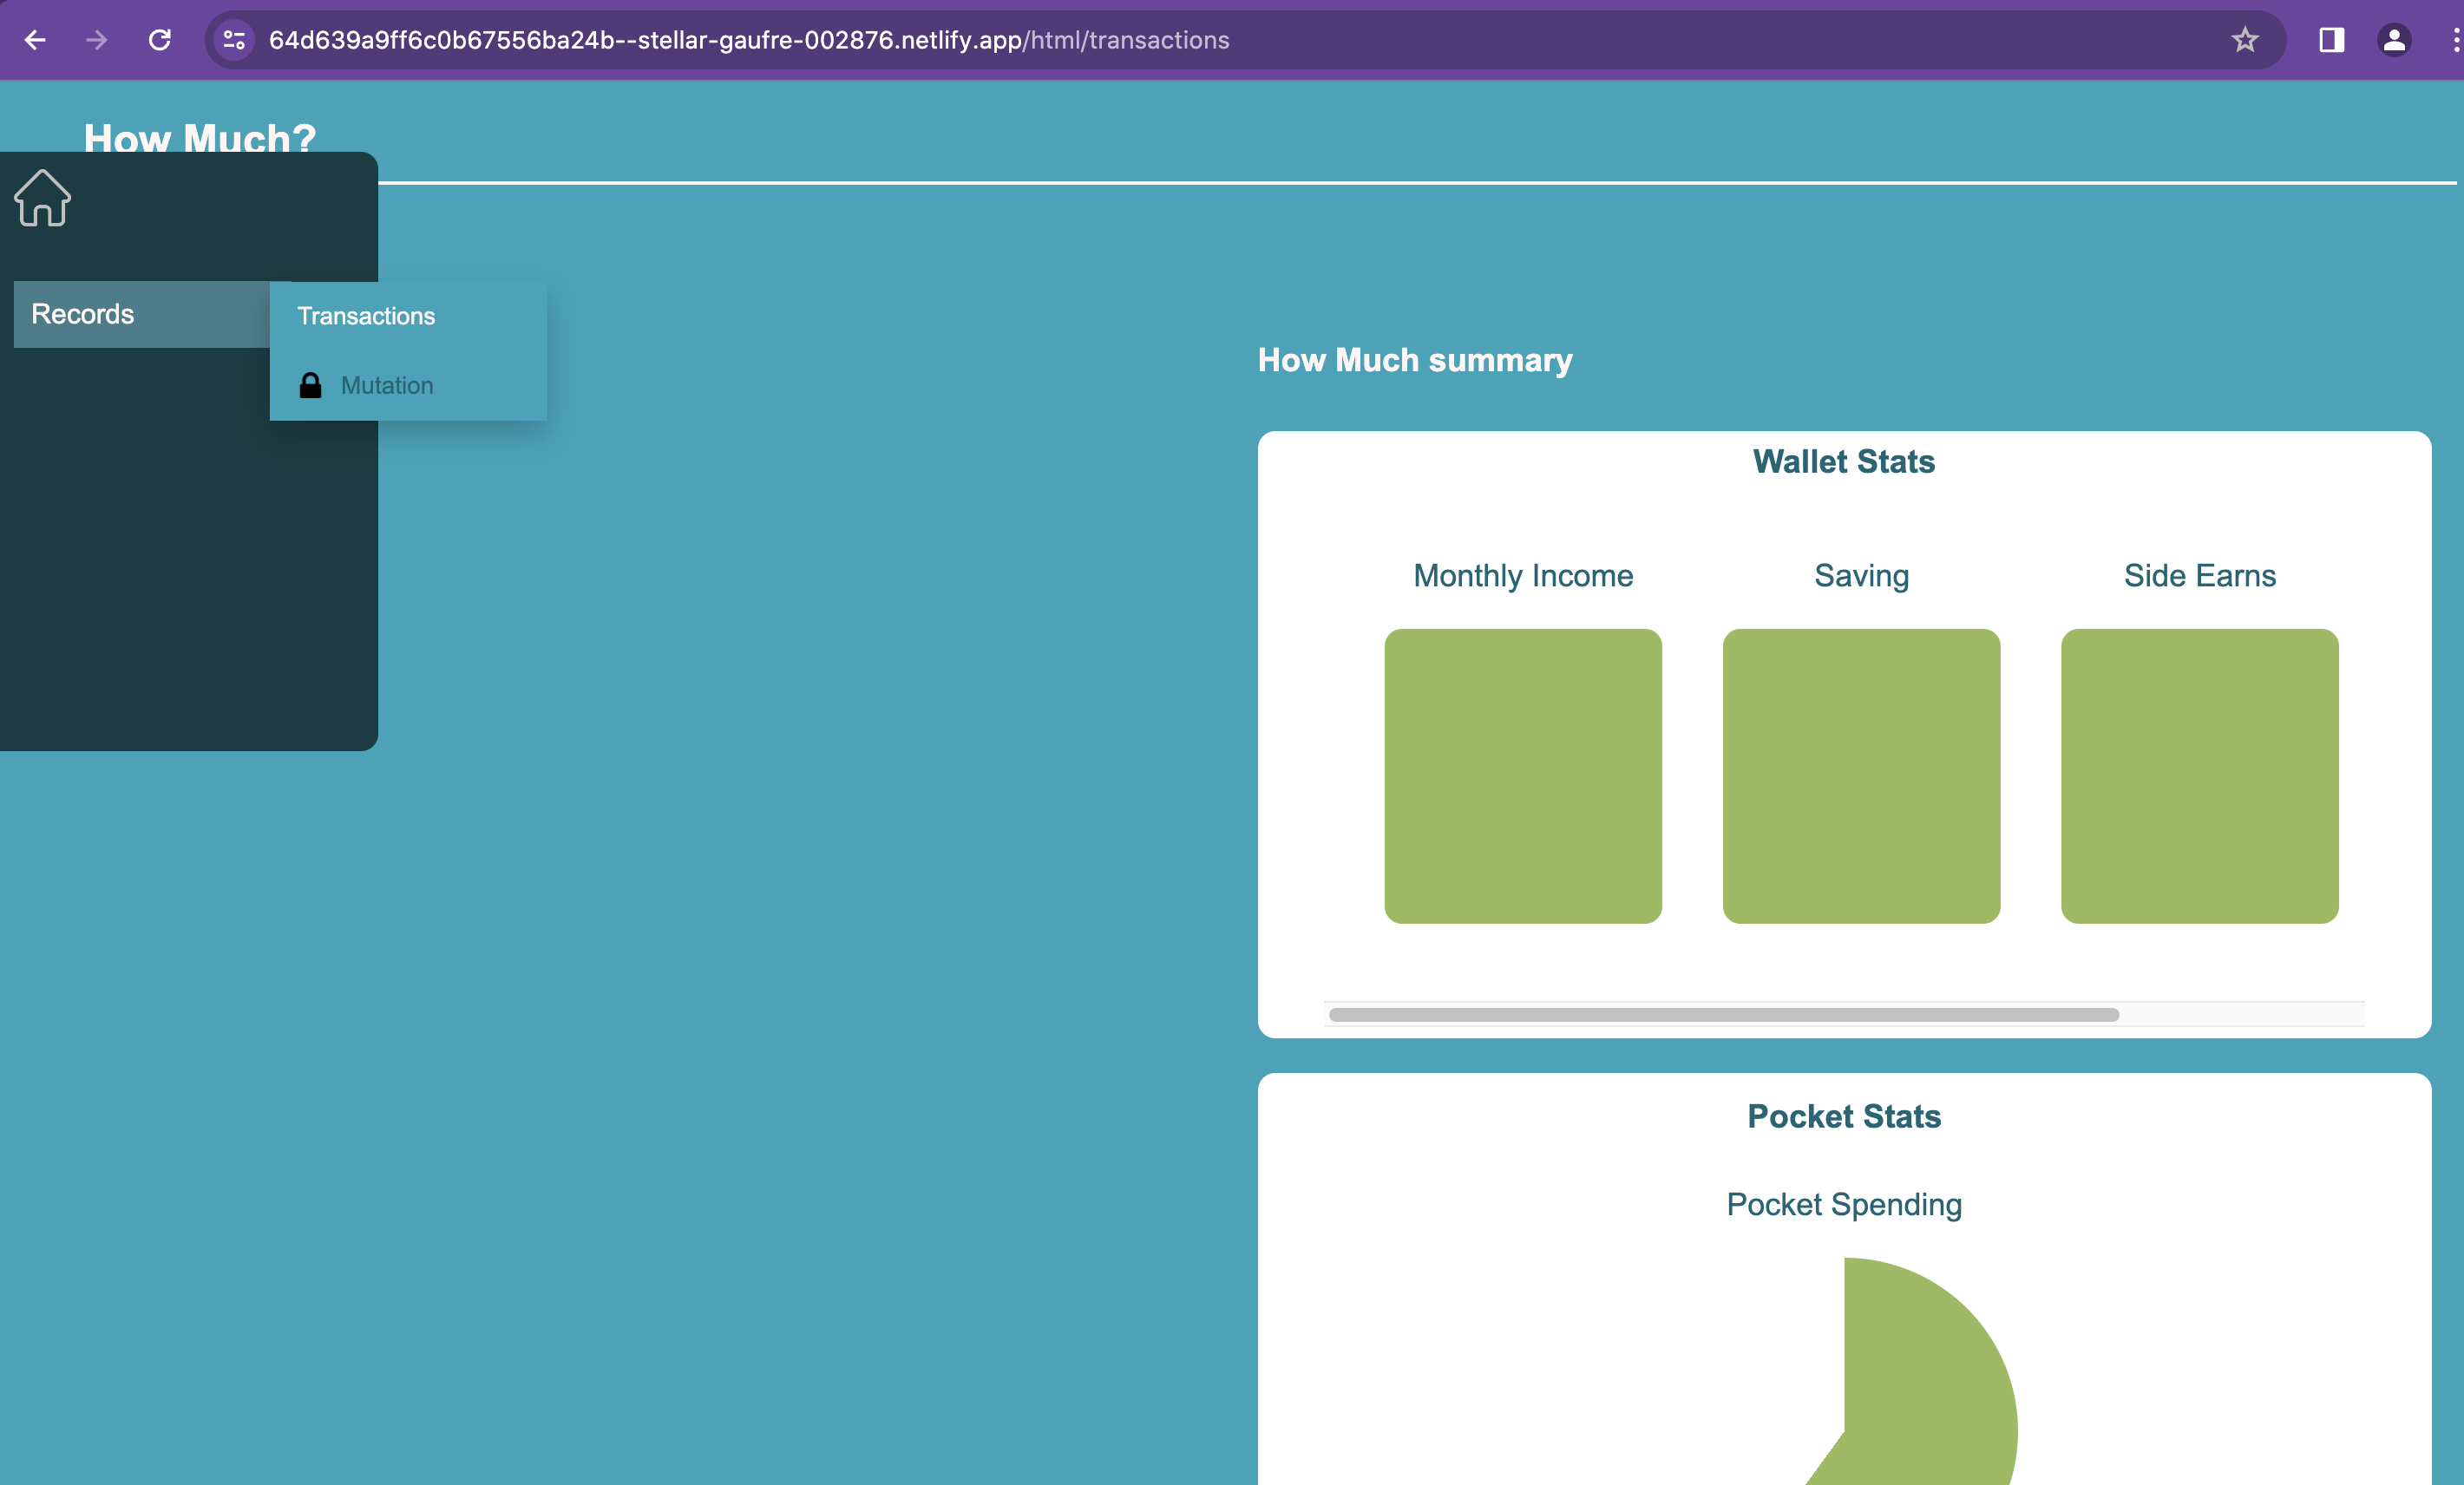 64d639a9ff6c0b67556ba24b--stellar-gaufre-002876.netlify.app/html/transactions
How Much?
Records
Transactions
Mutation
How Much summary
Wallet Stats
Monthly Income
Saving
Side Earns
Pocket Stats
Pocket Spending